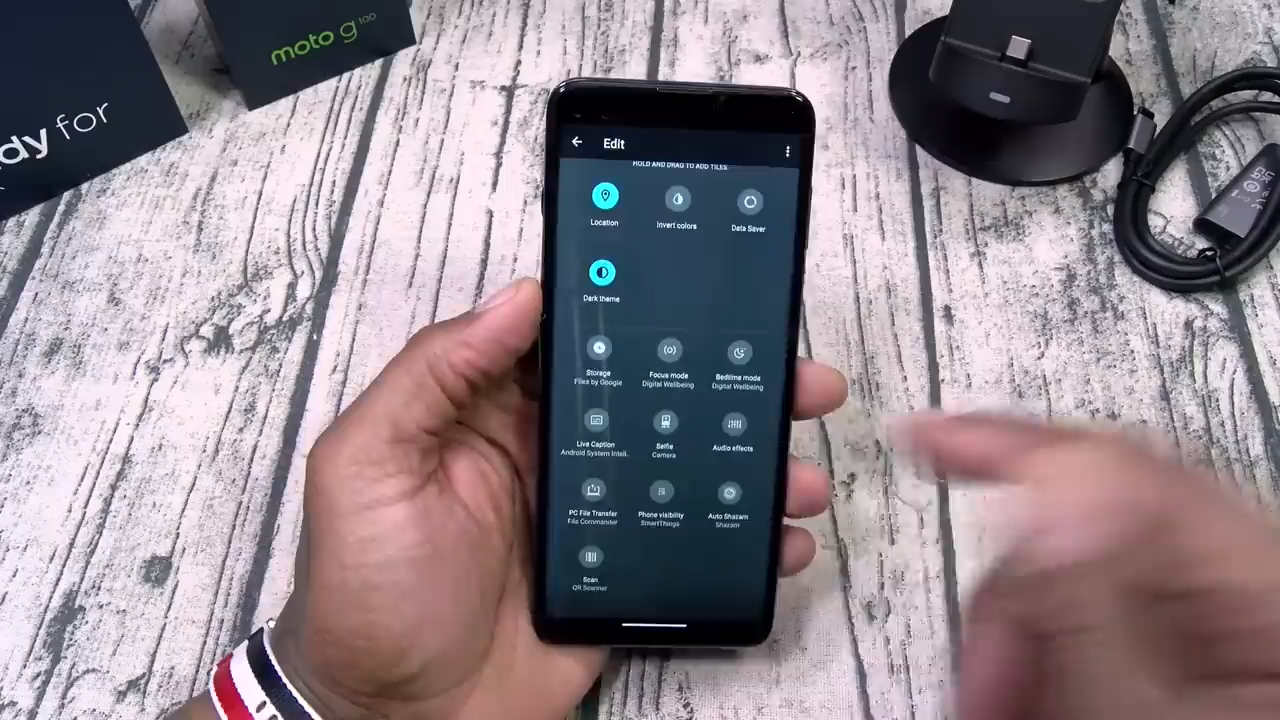 moto g100
dy for
Edit
HOLD AND DRAG TO ADD TILES
Location
Invert colors
Data Saver
Dark theme
Storage
Files by Google
Focus mode
Digital Wellbeing
Bedtime mode
Digital Wellbeing
Live Caption
Android System Intell..
Selfie
Camera
Audio effects
PC File Transfer
File Commander
Phone visibility
SmartThings
Auto Shazam
Shazam
Scan
QR Scanner